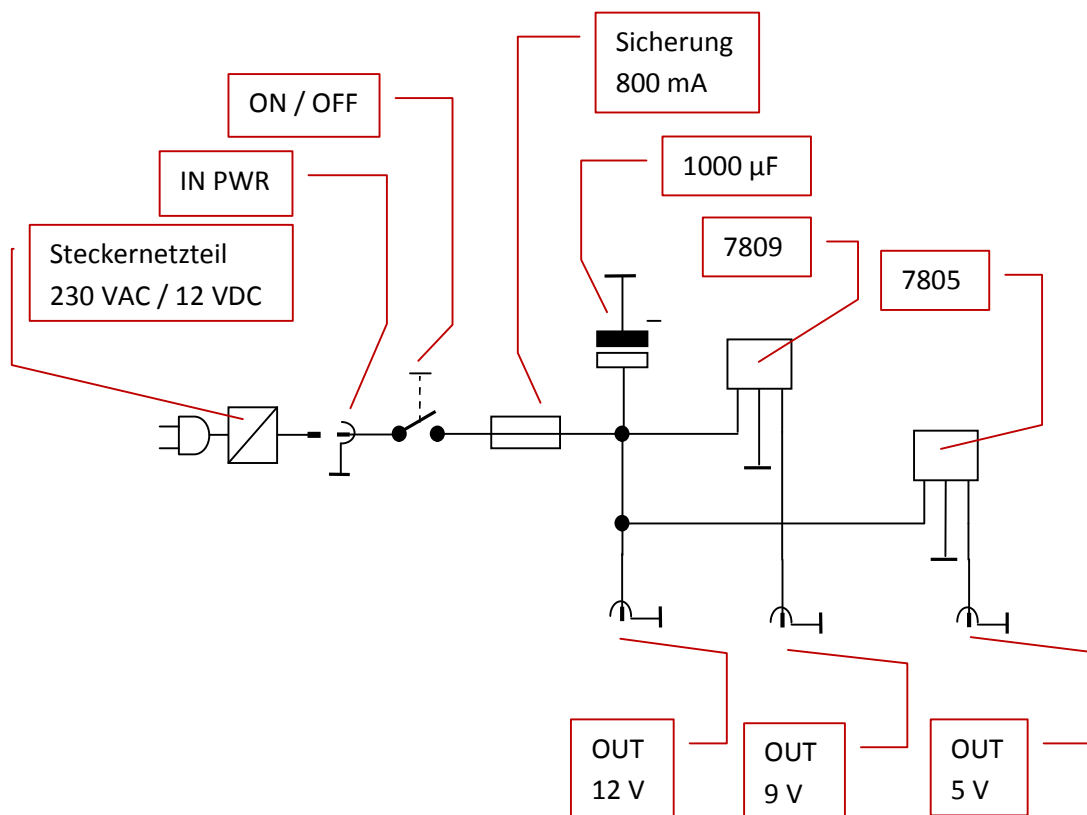 Sicherung
800 mA
ON / OFF
1000 µF
IN PWR
7809
Steckernetzteil
230 VAC / 12 VDC
7805
OUT
12 V
OUT
9 V
OUT
5 V